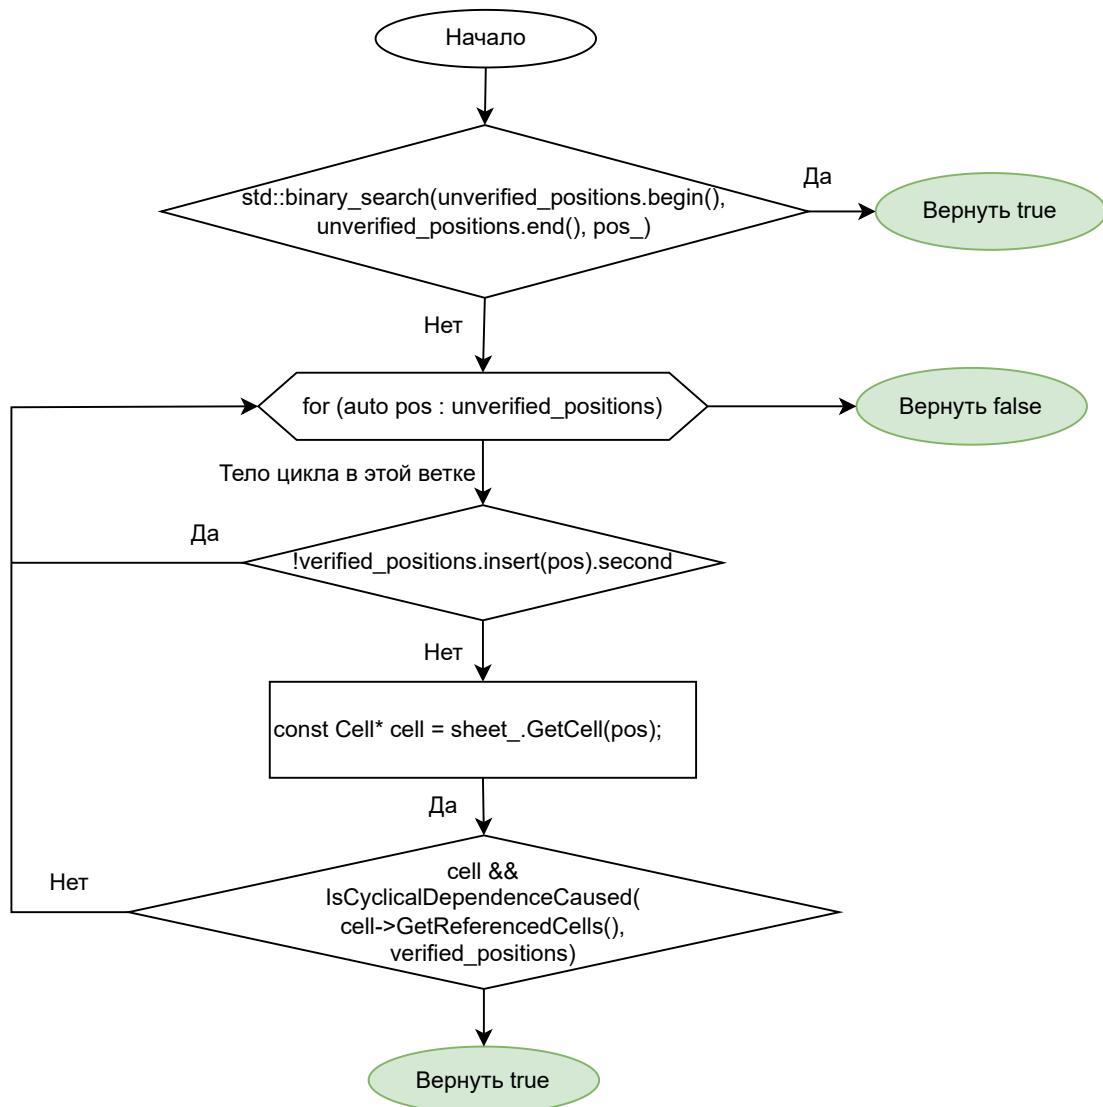 Начало
std::binary_search(unverified_positions.begin(),
unverified_positions.end(), pos_)
Да
Вернуть true
Нет
for (auto pos : unverified_positions)
Вернуть false
Тело цикла в этой ветке
Да
!verified_positions.insert(pos).second
Нет
const Cell* cell = sheet_.GetCell(pos);
Да
Нет
cell &&
IsCyclicalDependenceCaused(
cell->GetReferencedCells(),
verified_positions)
Вернуть true